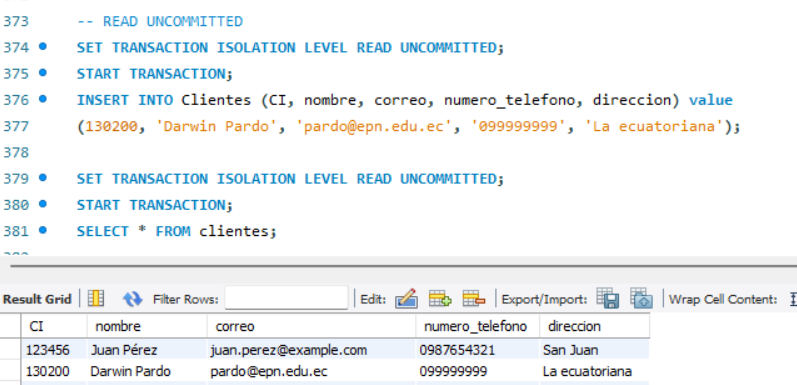 373 -- READ UNCOMMITTED
374 SET TRANSACTION ISOLATION LEVEL READ UNCOMMITTED;
375 START TRANSACTION;
376 INSERT INTO Clientes (CI, nombre, correo, numero_telefono, direccion) value
377 (130200, 'Darwin Pardo', 'pardo@epn.edu.ec', '099999999', 'La ecuatoriana');
378
379 SET TRANSACTION ISOLATION LEVEL READ UNCOMMITTED;
380 START TRANSACTION;
381 SELECT * FROM clientes;
Result Grid Filter Rows: Edit: Export/Import: Wrap Cell Content:
CI nombre correo numero_telefono direccion
123456 Juan Pérez juan.perez@example.com 0987654321 San Juan
130200 Darwin Pardo pardo@epn.edu.ec 099999999 La ecuatoriana